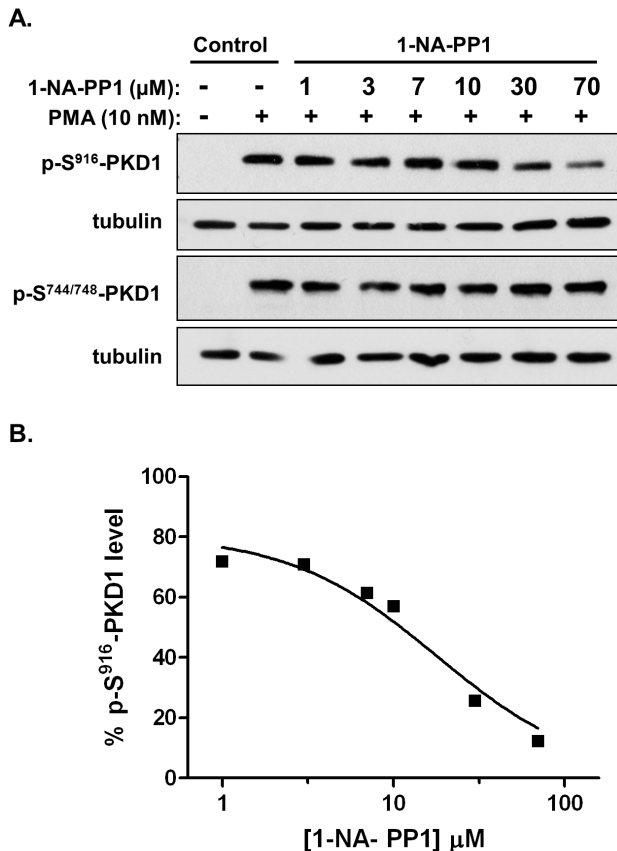 A.
Control 1-NA-PP1
1-NA-PP1 (µM): - - 1 3 7 10 30 70
PMA (10 nM): - + + + + + + +
p-S⁹¹⁶-PKD1
tubulin
p-S⁷⁴⁴/⁷⁴⁸-PKD1
tubulin
B.
100
80
60
40
20
0
% p-S⁹¹⁶-PKD1 level
1 10 100
[1-NA- PP1] µM